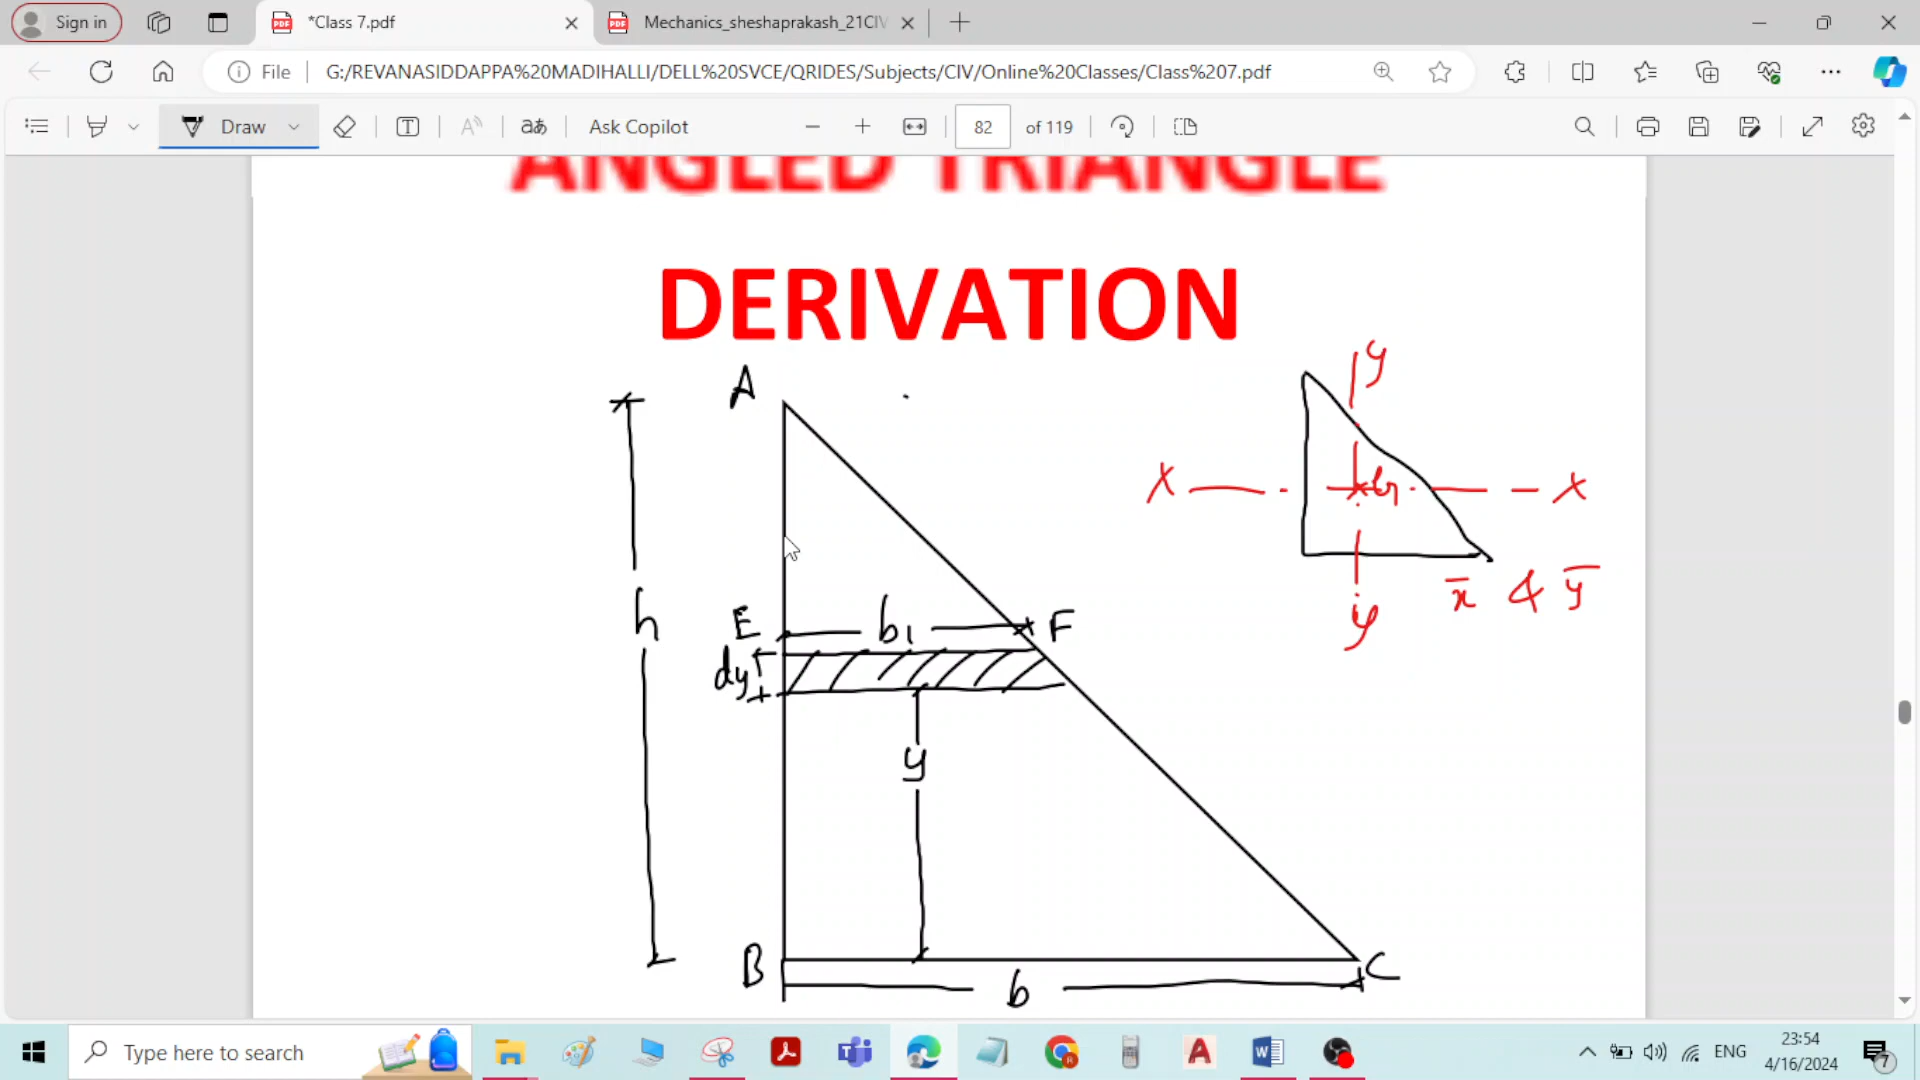 Sign in
*Class 7.pdf
Mechanics_sheshaprakash_21CIV
File
G:/REVANASIDDAPPA%20MADIHALLI/DELL%20SVCE/QRIDES/Subjects/CIV/Online%20Classes/Class%207.pdf
Draw
Ask Copilot
82 of 119
ANGLED TRIANGLE
DERIVATION
A
y
X G X
h
E b1 F
x̄ & ȳ
dy
y
y
B C
b
Type here to search
ENG
23:54
4/16/2024
7